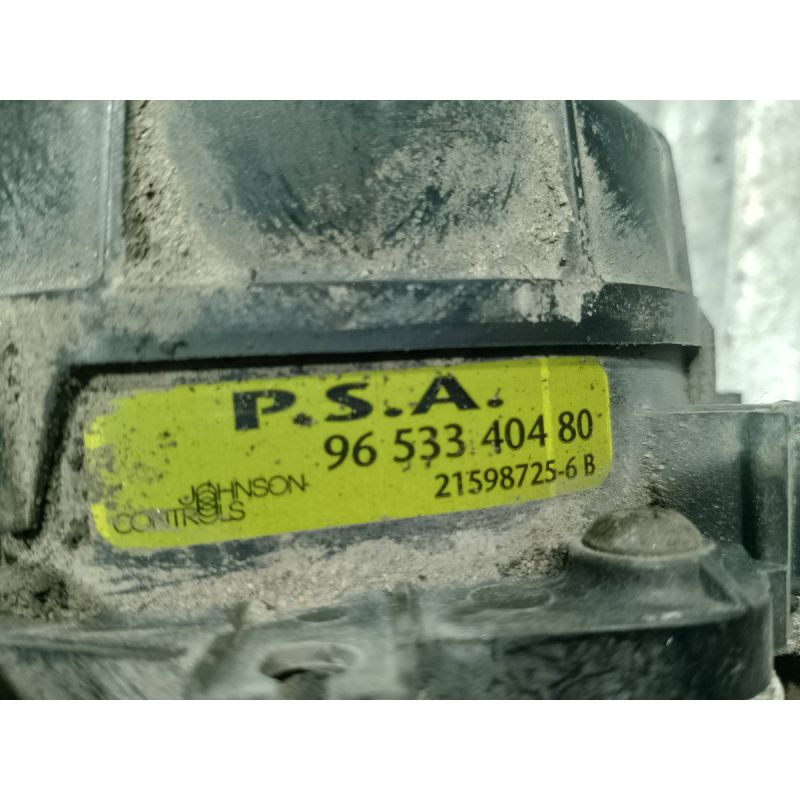 P.S.A.
96 533 404 80
21598725-6 B
JOHNSON
CONTROLS